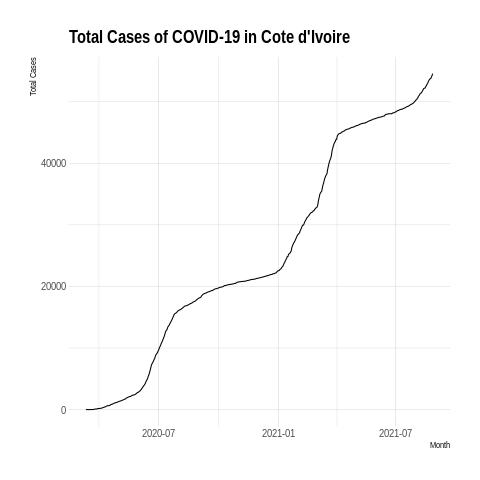 Total Cases of COVID-19 in Cote d'Ivoire
Total Cases
40000
20000
0
2020-07
2021-01
2021-07
Month